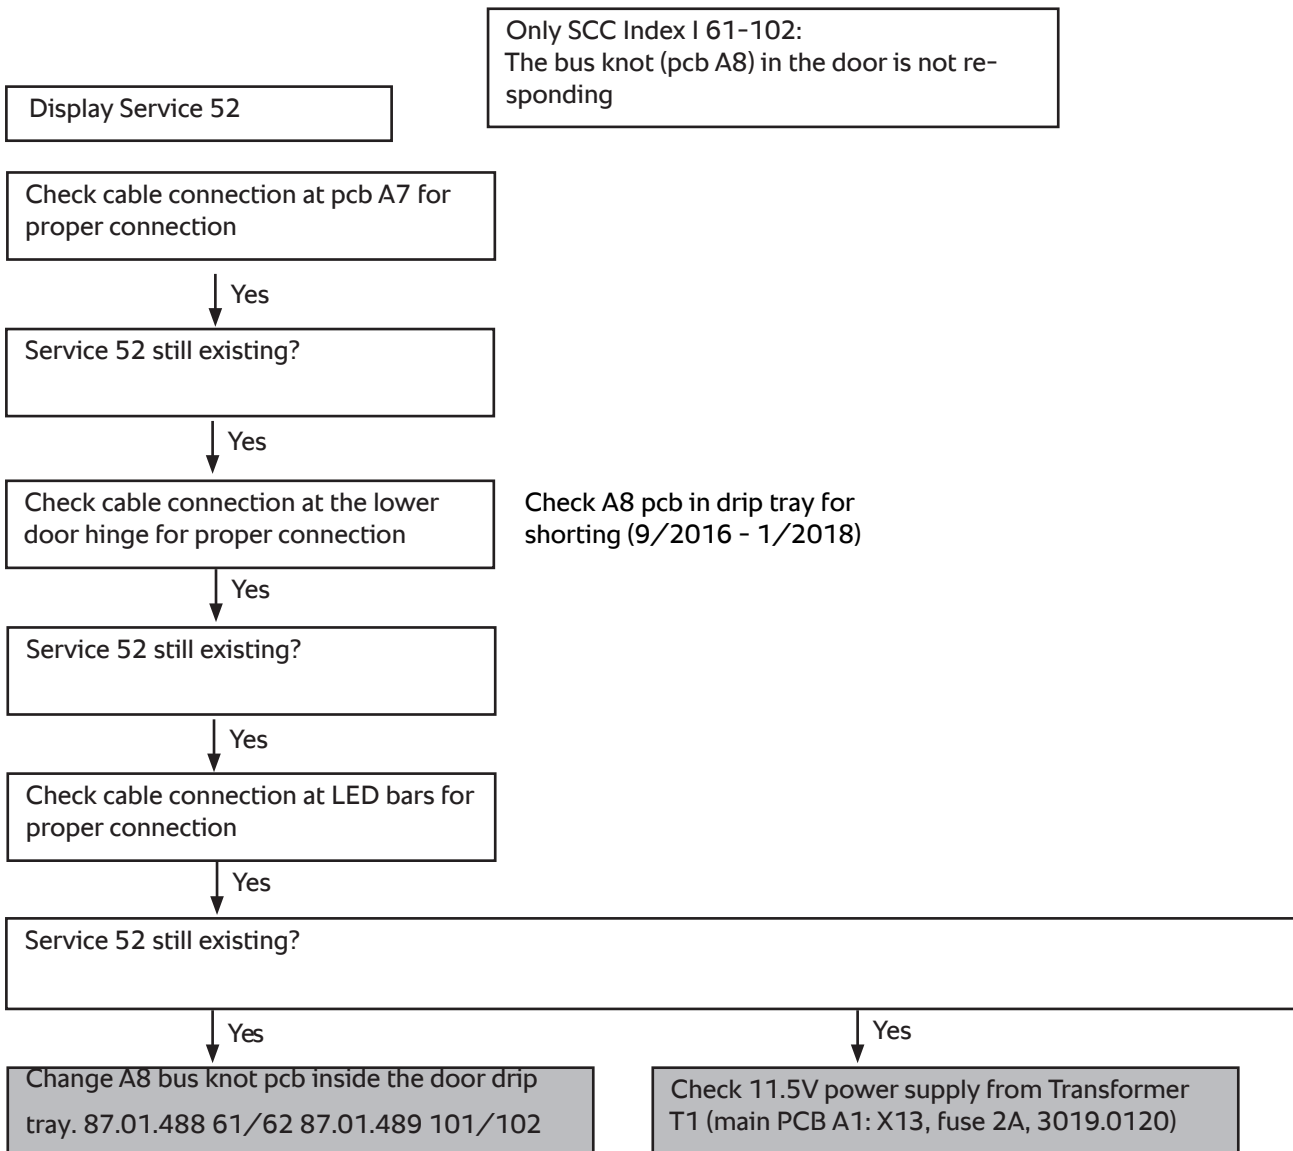 Only SCC Index I 61-102:
The bus knot (pcb A8) in the door is not re-
sponding
Display Service 52
Check cable connection at pcb A7 for
proper connection
Yes
Service 52 still existing?
Yes
Check cable connection at the lower
door hinge for proper connection
Check A8 pcb in drip tray for
shorting (9/2016 - 1/2018)
Yes
Service 52 still existing?
Yes
Check cable connection at LED bars for
proper connection
Yes
Service 52 still existing?
Yes
Yes
Change A8 bus knot pcb inside the door drip
tray. 87.01.488 61/62 87.01.489 101/102
Check 11.5V power supply from Transformer
T1 (main PCB A1: X13, fuse 2A, 3019.0120)